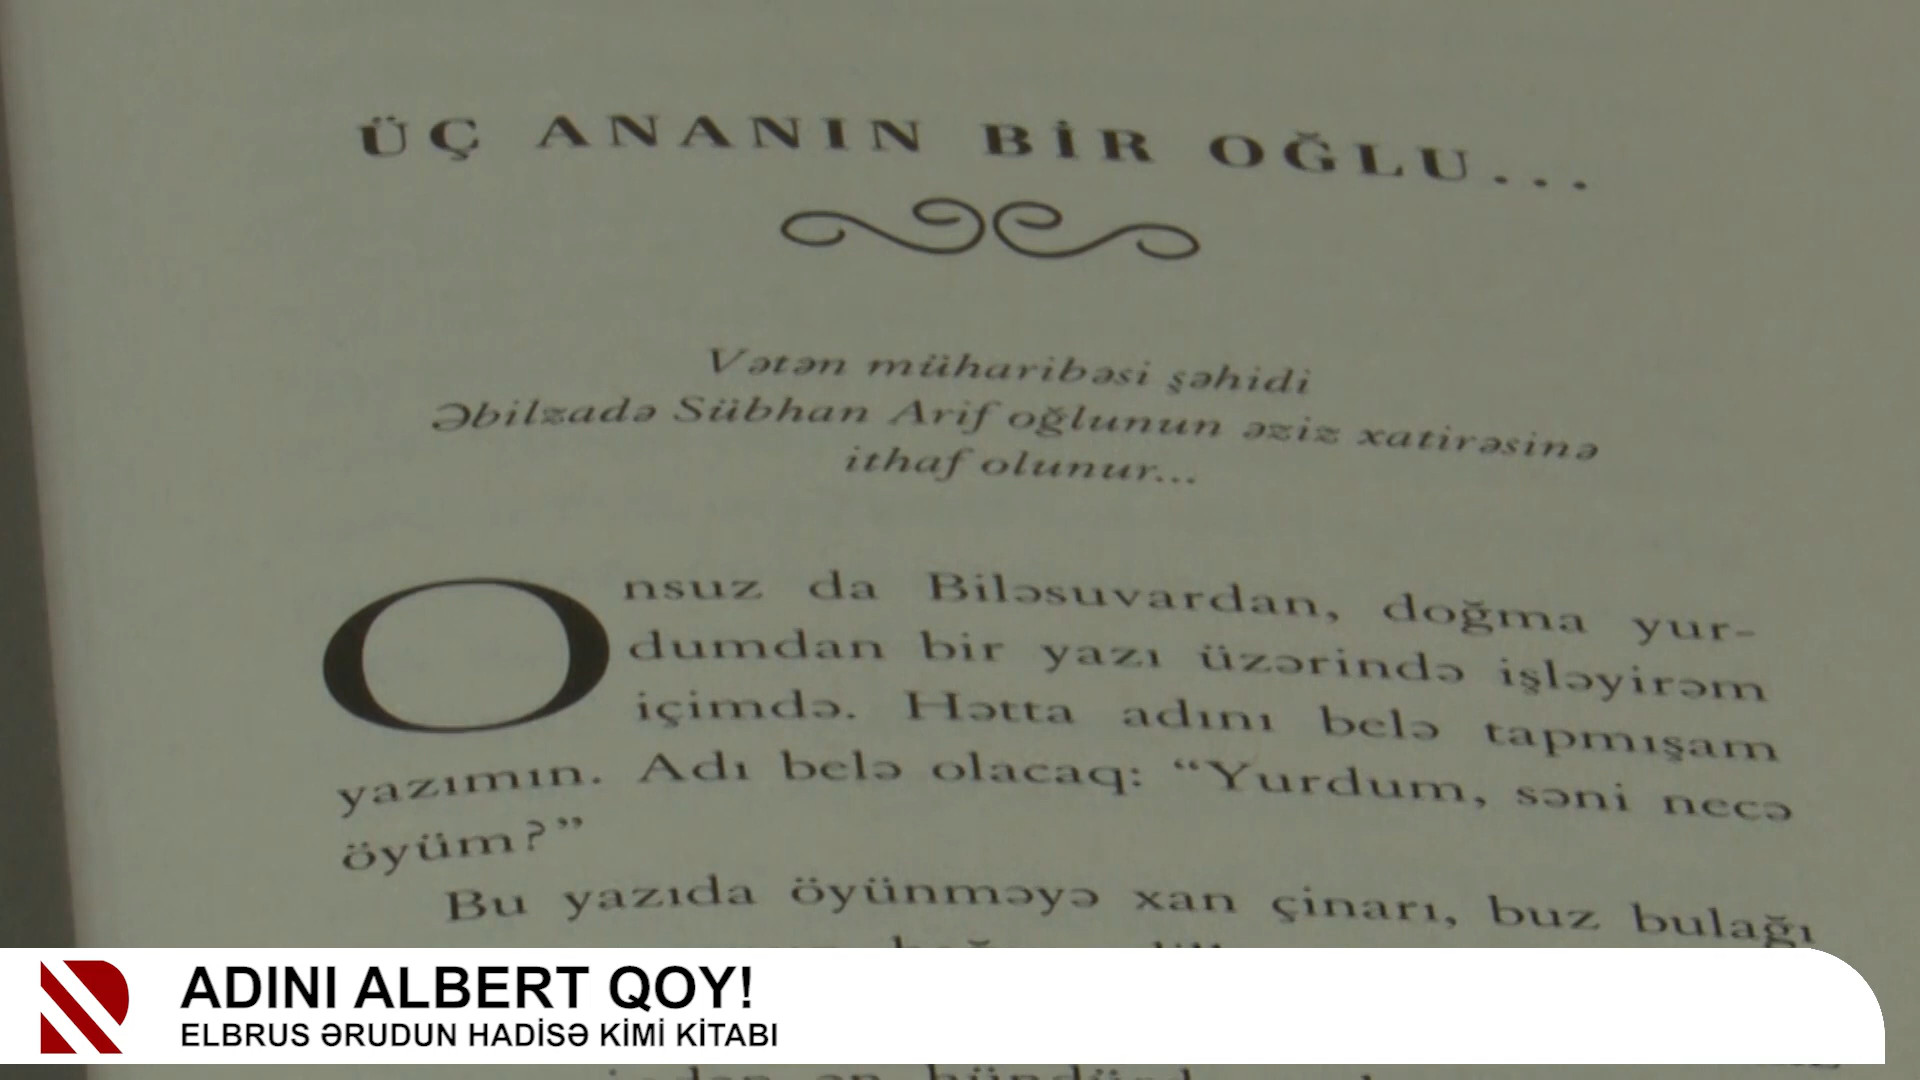 ÜÇ ANANIN BİR OĞLU...
Vətən müharibəsi şəhidi
Əbilzadə Sübhan Arif oğlunun əziz xatirəsinə
ithaf olunur...
Onsuz da Biləsuvardan, doğma yur-
dumdan bir yazı üzərində işləyirəm
içimdə. Hətta adını belə tapmışam
yazımın. Adı belə olacaq: “Yurdum, səni necə
öyüm?”
Bu yazıda öyünməyə xan çinarı, buz bulağı
ADINI ALBERT QOY!
ELBRUS ƏRUDUN HADİSƏ KİMİ KİTABI